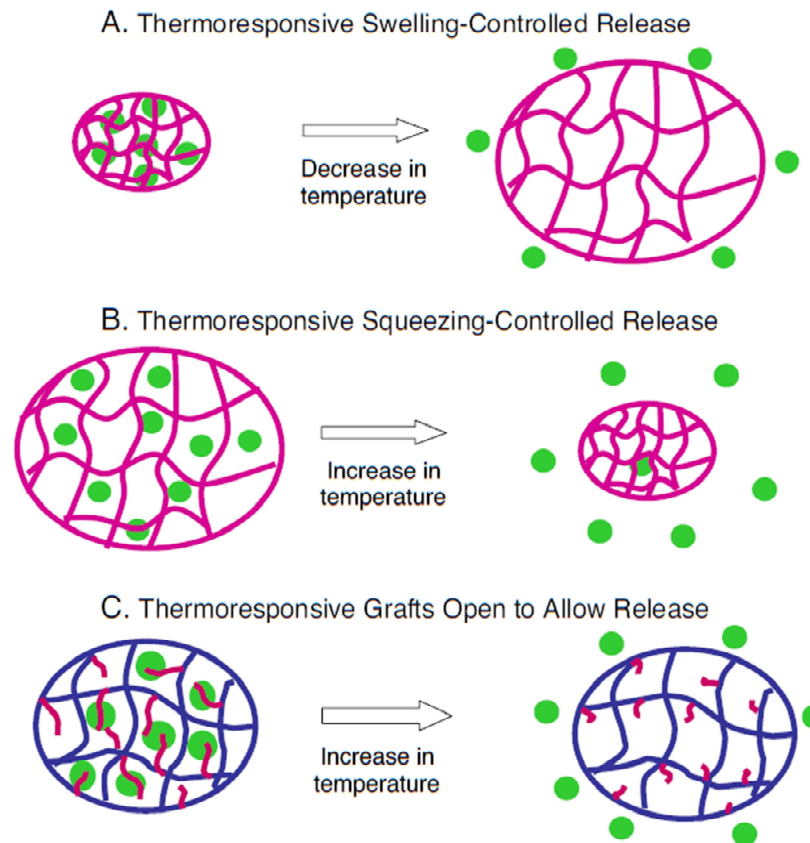 A. Thermoresponsive Swelling-Controlled Release
Decrease in
temperature
B. Thermoresponsive Squeezing-Controlled Release
Increase in
temperature
C. Thermoresponsive Grafts Open to Allow Release
Increase in
temperature